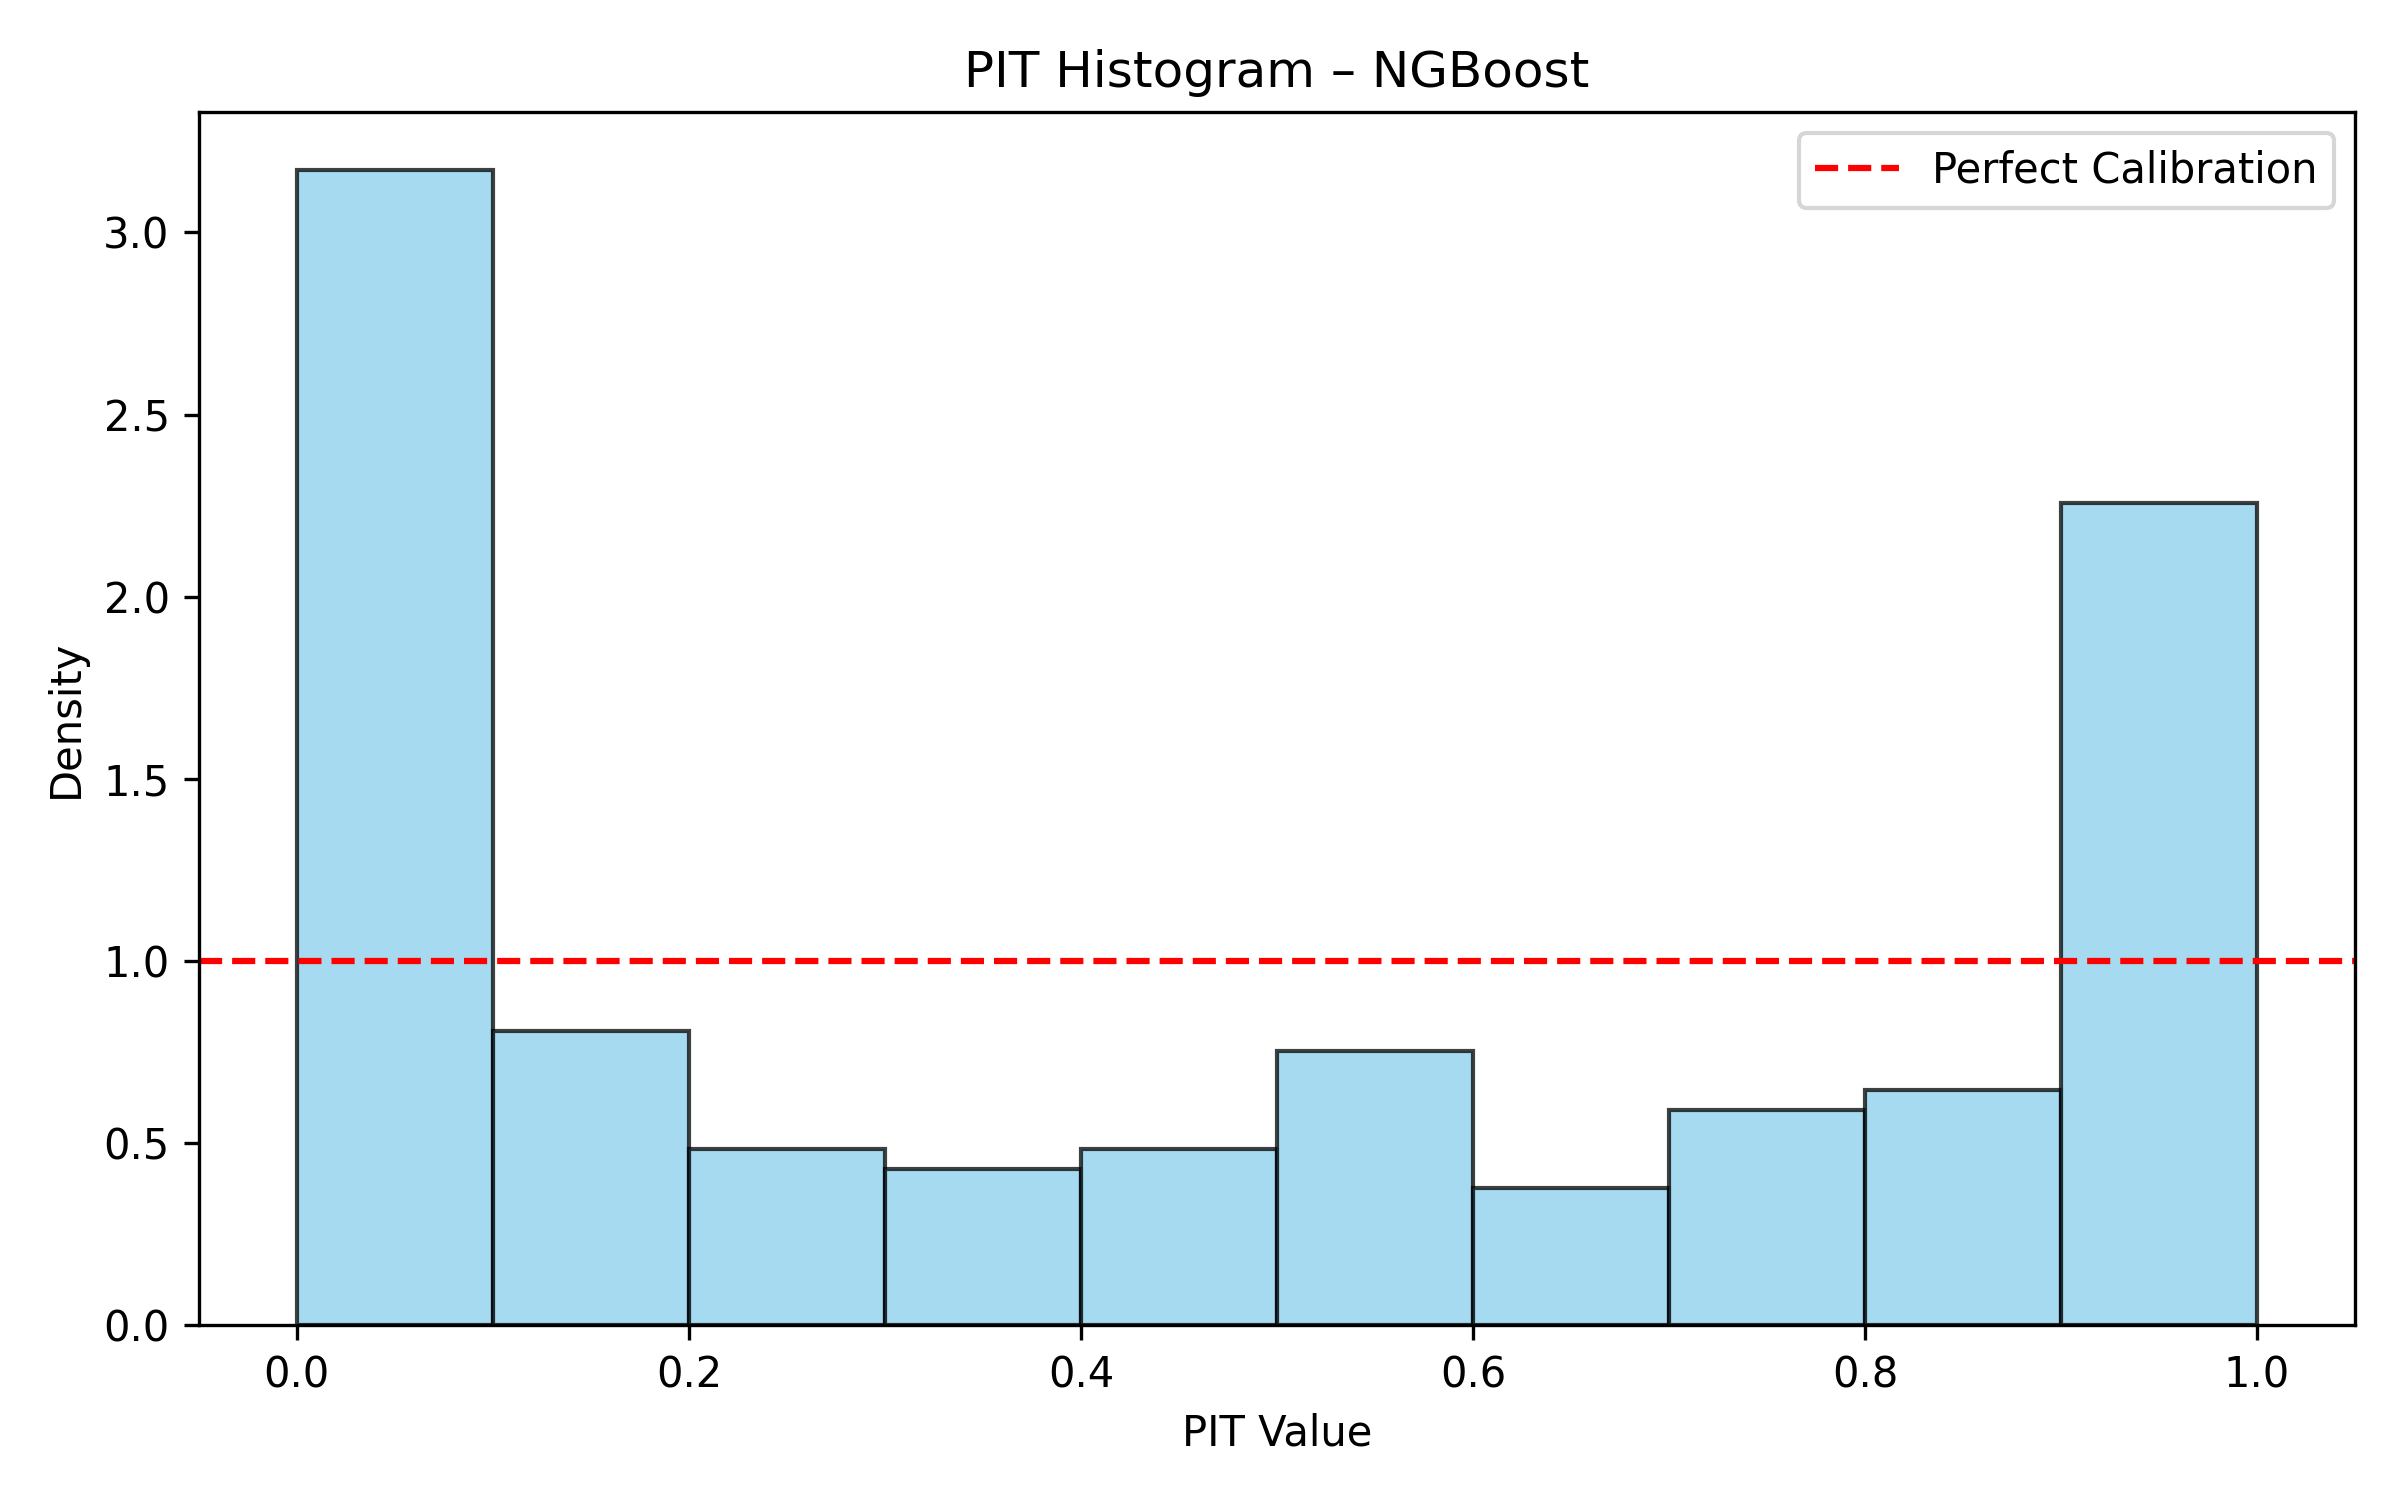 PIT Histogram – NGBoost
Perfect Calibration
Density
3.0
2.5
2.0
1.5
1.0
0.5
0.0
0.0 0.2 0.4 0.6 0.8 1.0
PIT Value